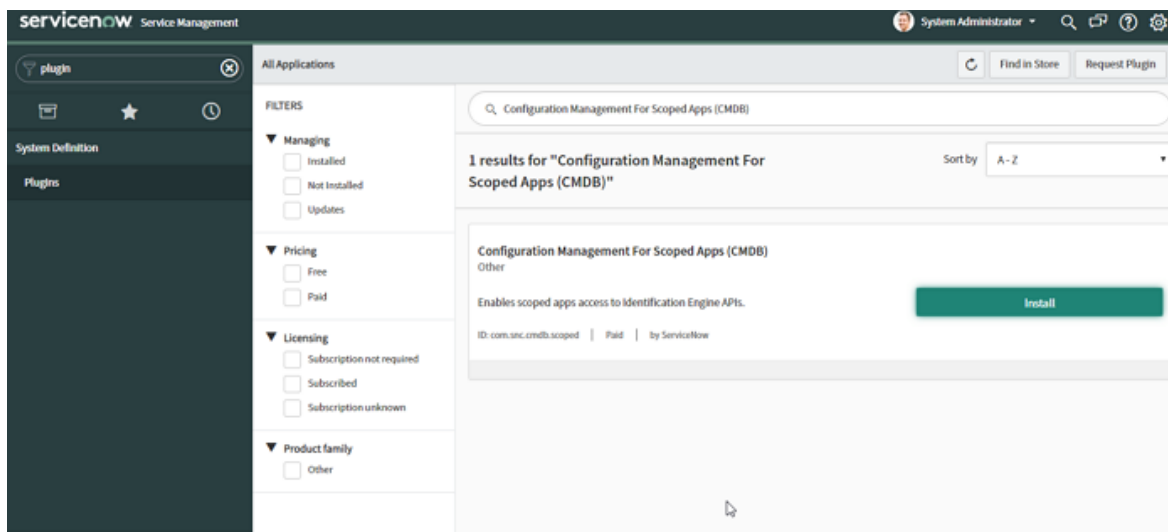 servicenow Service Management
System Administrator
plugin
System Definition
Plugins
All Applications
Find in Store
Request Plugin
FILTERS
Managing
Installed
Not Installed
Updates
Pricing
Free
Paid
Licensing
Subscription not required
Subscribed
Subscription unknown
Product family
Other
Configuration Management For Scoped Apps (CMDB)
1 results for "Configuration Management For
Scoped Apps (CMDB)"
Sort by
A - Z
Configuration Management For Scoped Apps (CMDB)
Other
Enables scoped apps access to Identification Engine APIs.
Install
ID: com.snc.cmdb.scoped | Paid | by ServiceNow